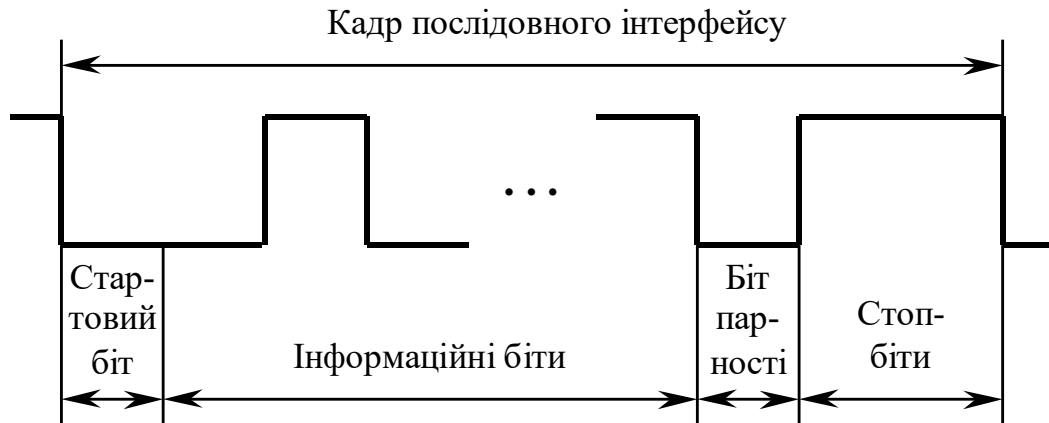 Кадр послідовного інтерфейсу
...
Стар-
товий
біт
Інформаційні біти
Біт
пар-
ності
Стоп-
біти